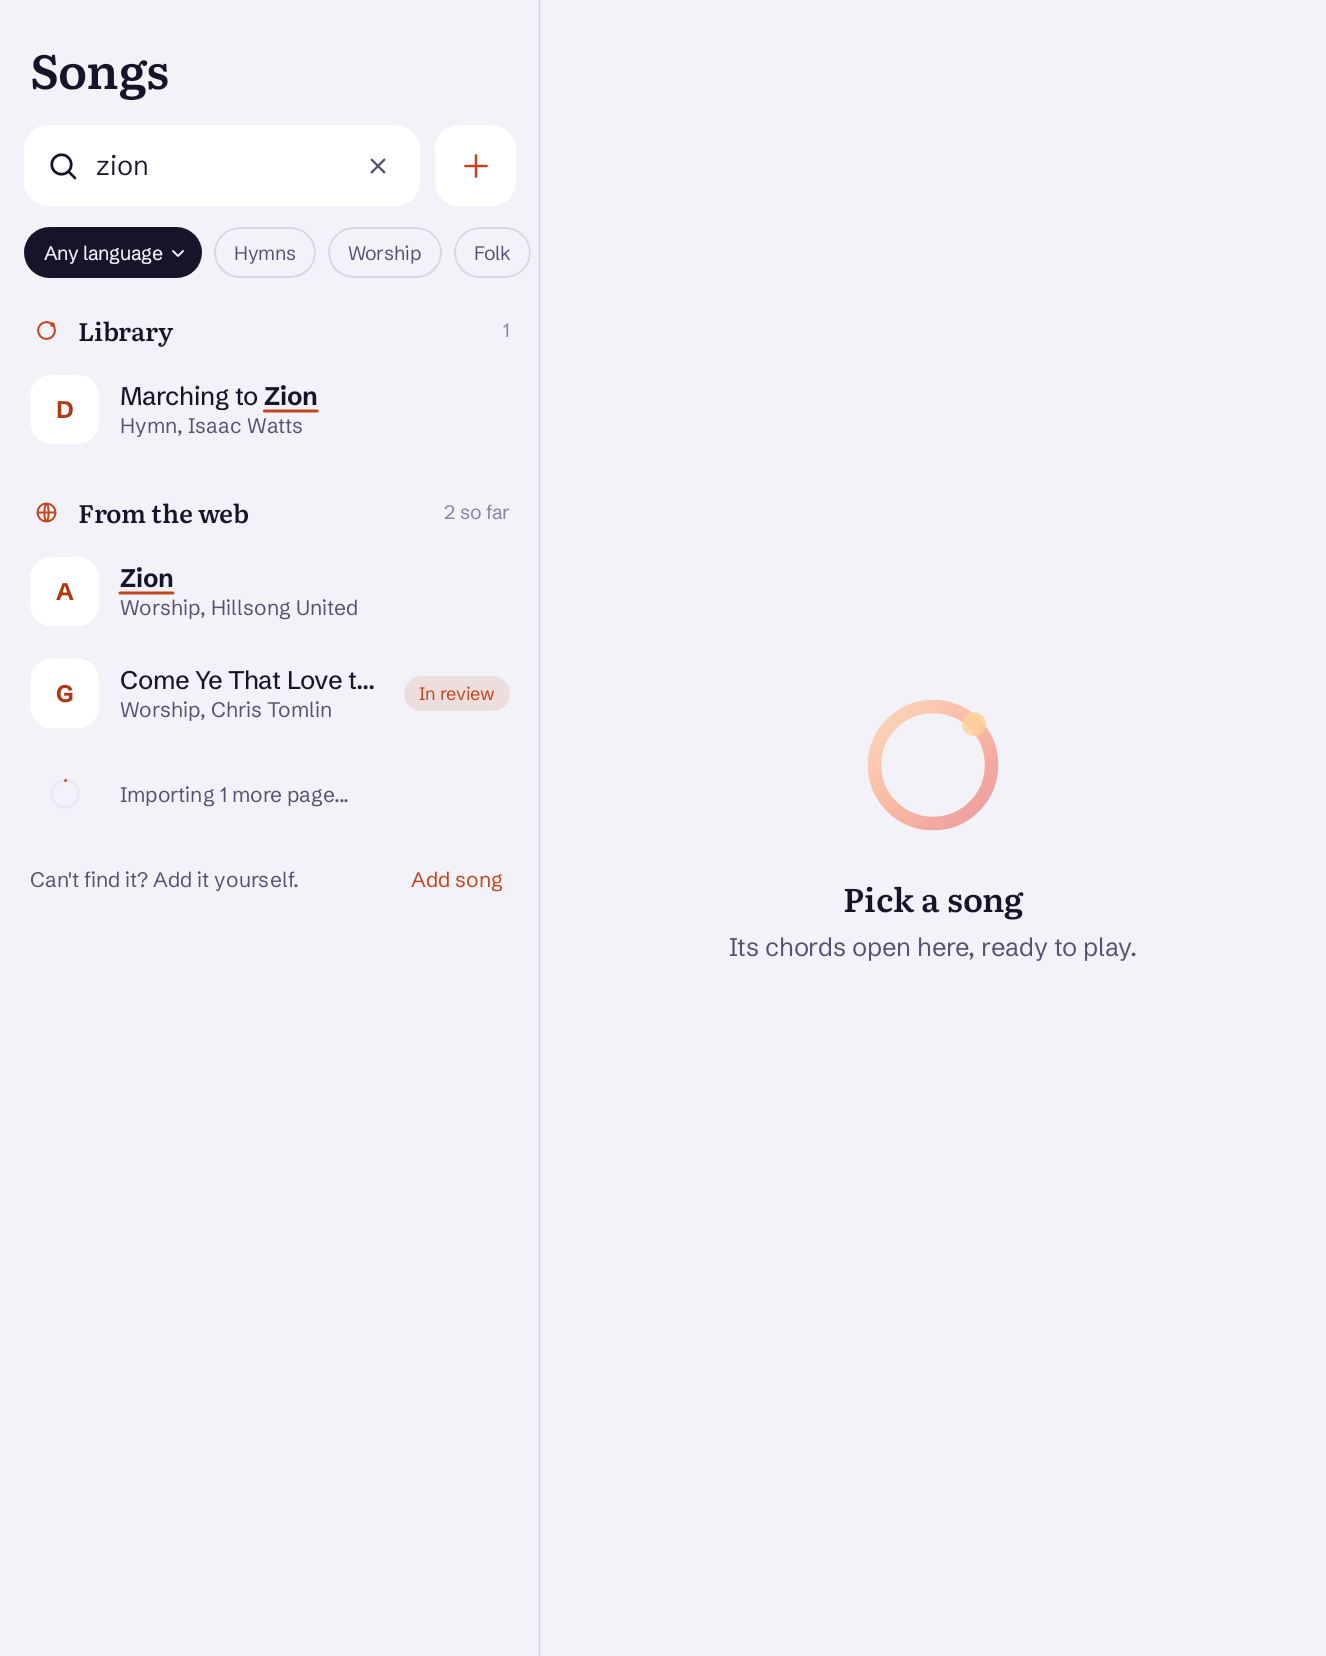 Songs
zion
Any language
Hymns
Worship
Folk
Library
1
D
Marching to Zion
Hymn, Isaac Watts
From the web
2 so far
A
Zion
Worship, Hillsong United
G
Come Ye That Love t...
Worship, Chris Tomlin
In review
Importing 1 more page...
Can't find it? Add it yourself.
Add song
Pick a song
Its chords open here, ready to play.